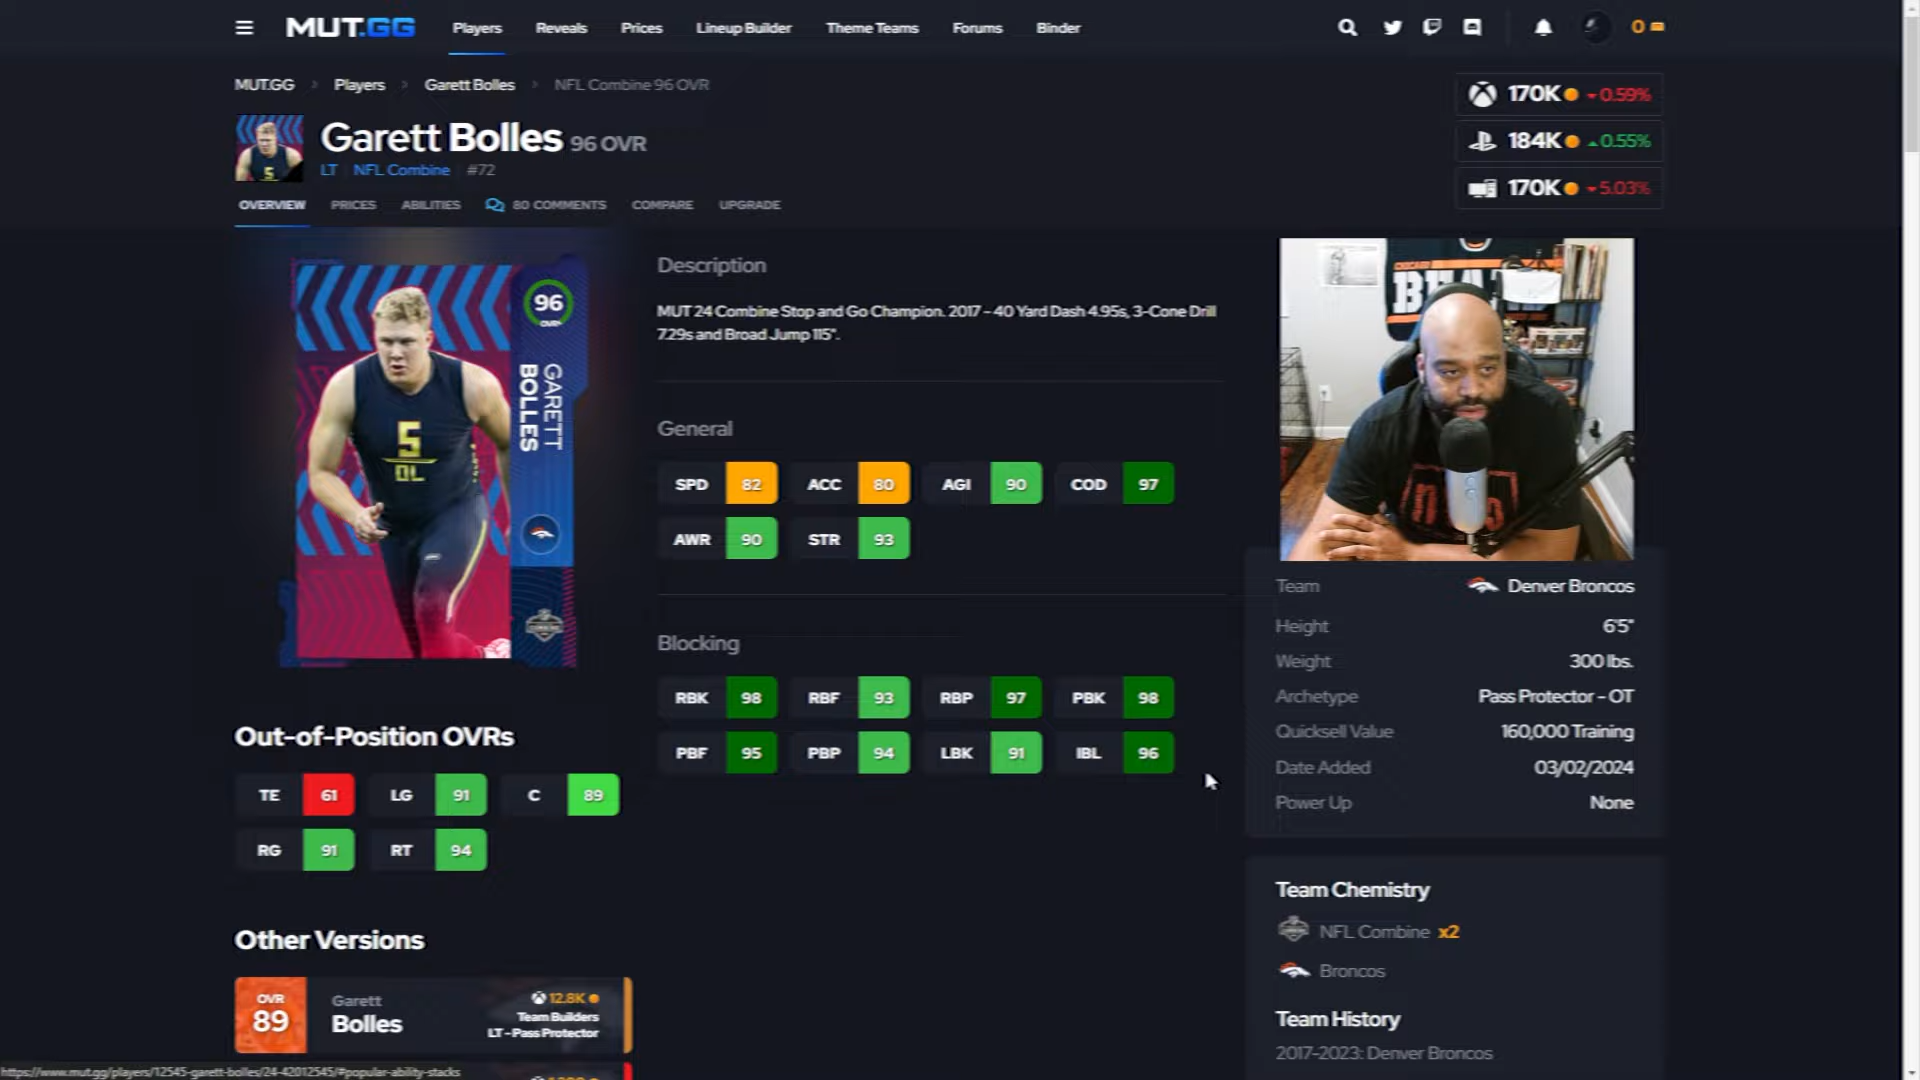 MUT.GG
Players
Reveals
Prices
Lineup Builder
Theme Teams
Forums
Binder
0
MUT.GG > Players > Garett Bolles > NFL Combine 96 OVR
Garett Bolles 96 OVR
LT NFL Combine #72
170K 0.59%
184K 0.55%
170K 5.03%
OVERVIEW PRICES ABILITIES 80 COMMENTS COMPARE UPGRADE
96
OVR
GARETT
BOLLES
5
OL
Description
MUT 24 Combine Stop and Go Champion. 2017 - 40 Yard Dash 4.95s, 3-Cone Drill
7.29s and Broad Jump 115".
General
SPD 82 ACC 80 AGI 90 COD 97
AWR 90 STR 93
Blocking
RBK 98 RBF 93 RBP 97 PBK 98
PBF 95 PBP 94 LBK 91 IBL 96
Out-of-Position OVRs
TE 61 LG 91 C 89
RG 91 RT 94
Other Versions
OVR
89
Garett
Bolles
12.8K
Team Builders
LT - Pass Protector
CHICAGO
Team Denver Broncos
Height 6'5"
Weight 300 lbs.
Archetype Pass Protector - OT
Quicksell Value 160,000 Training
Date Added 03/02/2024
Power Up None
Team Chemistry
NFL Combine x2
Broncos
Team History
2017-2023: Denver Broncos
https://www.mut.gg/players/12545-garett-bolles/24-42012545/#popular-ability-stacks